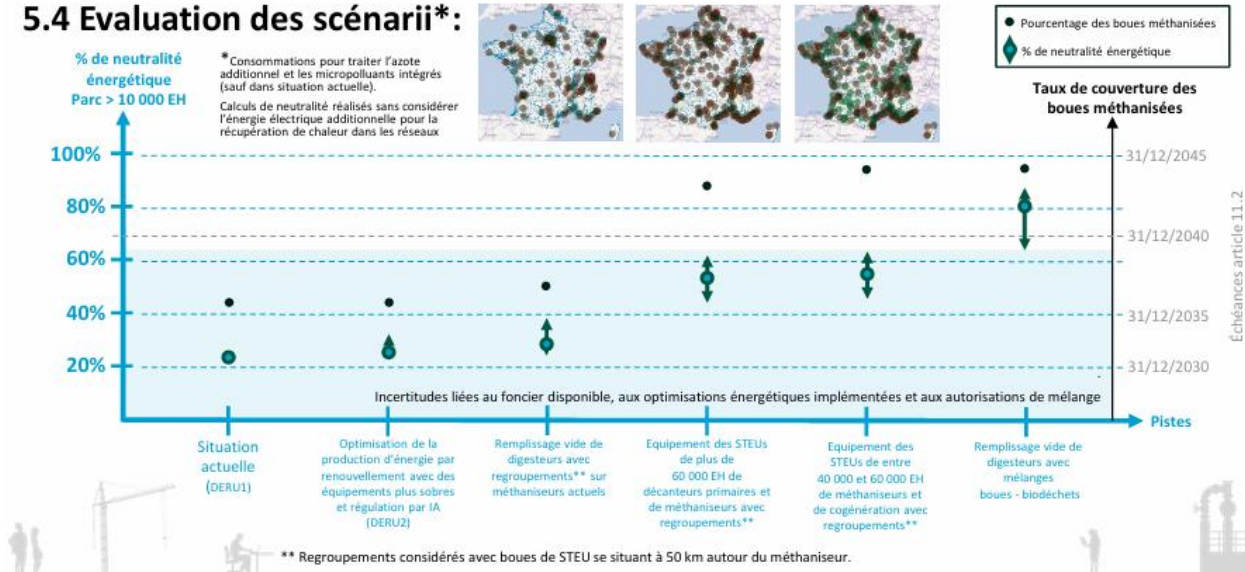 5.4 Evaluation des scénarii*:
% de neutralité
énergétique
Parc > 10 000 EH
* Consommations pour traiter l'azote
additionnel et les micropolluants intégrés
(sauf dans situation actuelle).
Calculs de neutralité réalisés sans considérer
l'énergie électrique additionnelle pour la
récupération de chaleur dans les réseaux
Pourcentage des boues méthanisées
% de neutralité énergétique
Taux de couverture des
boues méthanisées
100%
80%
60%
40%
20%
31/12/2045
31/12/2040
31/12/2035
31/12/2030
Échéances article 11.2
Incertitudes liées au foncier disponible, aux optimisations énergétiques implémentées et aux autorisations de mélange
Pistes
Situation
actuelle
(DERU1)
Optimisation de la
production d'énergie par
renouvellement avec des
équipements plus sobres
et régulation par IA
(DERU2)
Remplissage vide de
digesteurs avec
regroupements** sur
méthaniseurs actuels
Equipement des STEUs
de plus de
60 000 EH de
décanteurs primaires et
de méthaniseurs avec
regroupements**
Equipement des
STEUs de entre
40 000 et 60 000 EH
de méthaniseurs et
de cogénération avec
regroupements**
Remplissage vide de
digesteurs avec
mélanges
boues - biodéchets
** Regroupements considérés avec boues de STEU se situant à 50 km autour du méthaniseur.